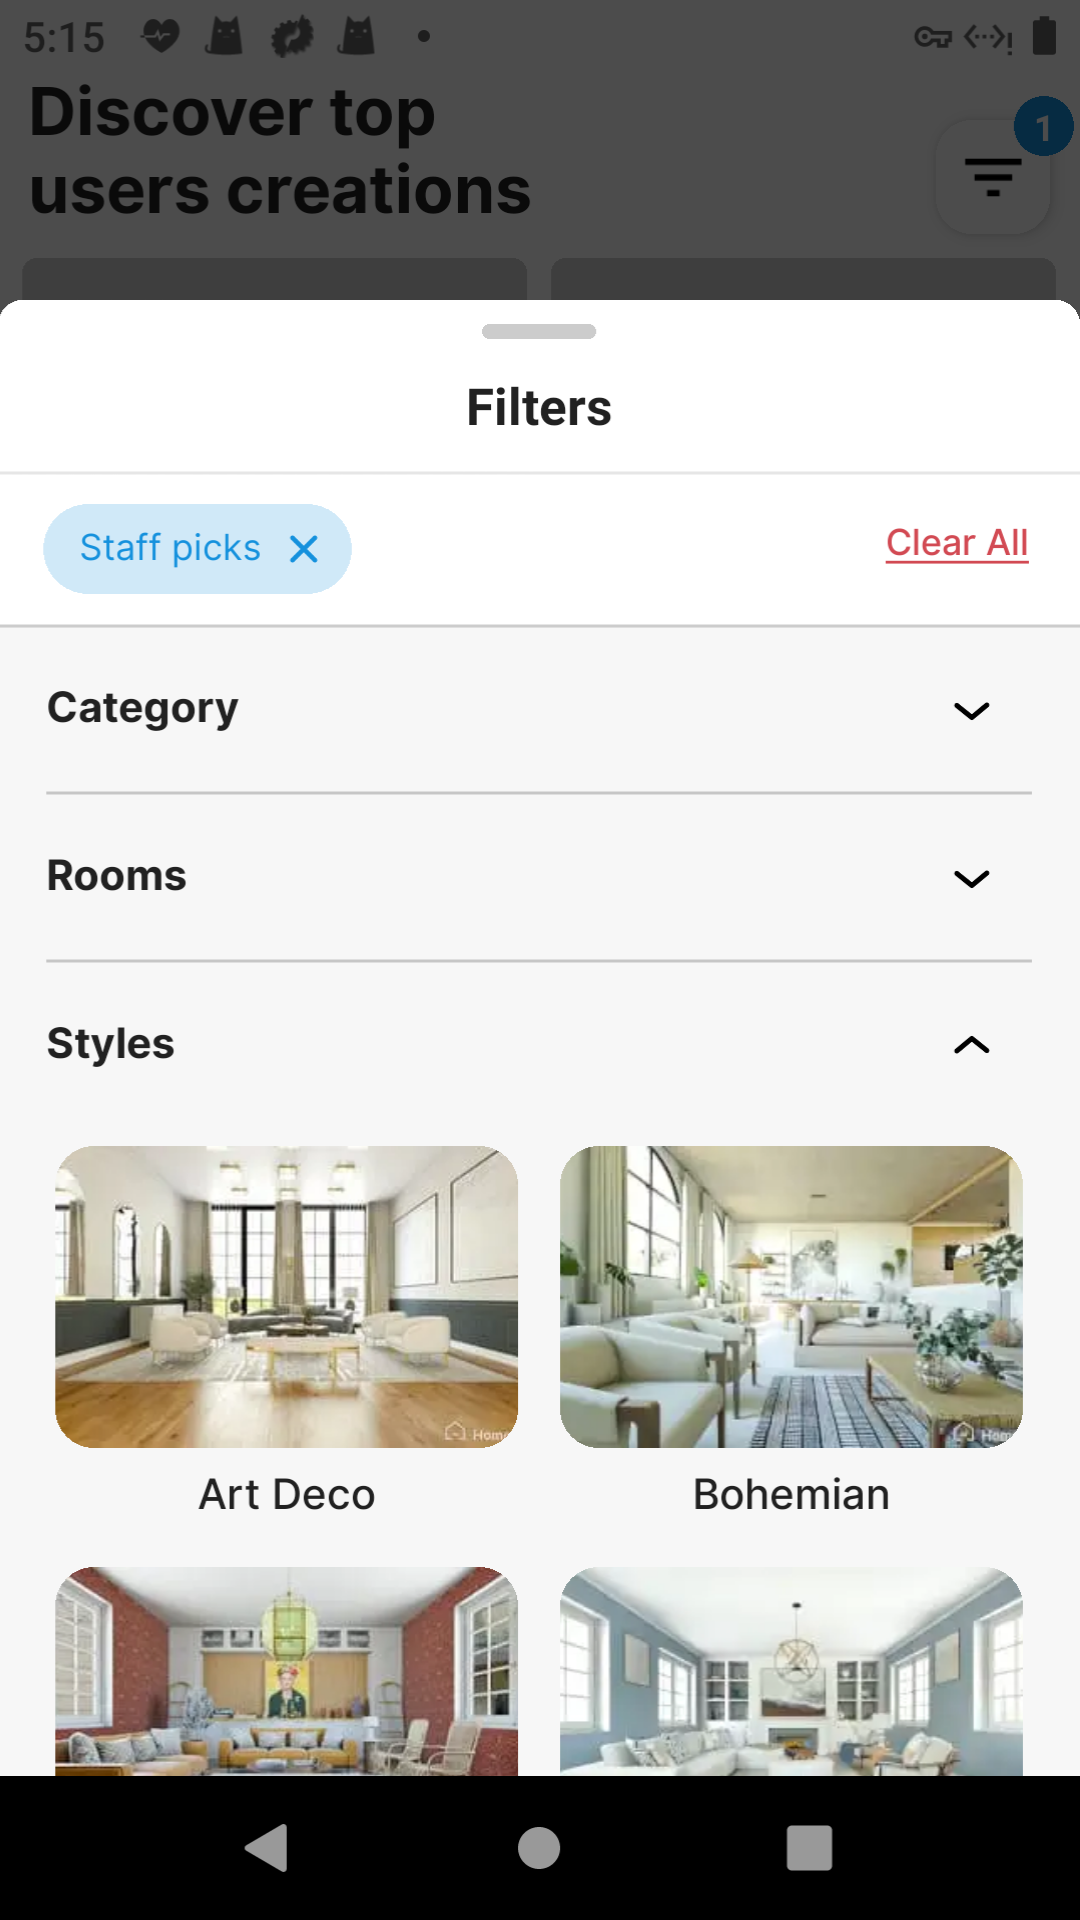 5:15
Discover top
users creations
1
Filters
Staff picks
Clear All
Category
Rooms
Styles
Art Deco
Bohemian